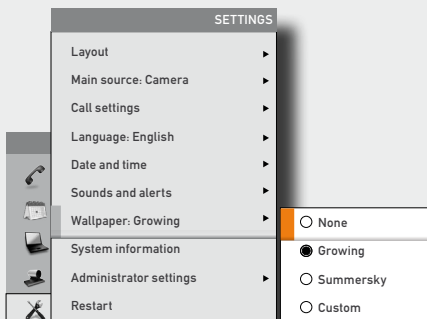 SETTINGS
Layout
Main source: Camera
Call settings
Language: English
Date and time
Sounds and alerts
Wallpaper: Growing
System information
Administrator settings
Restart
None
Growing
Summersky
Custom